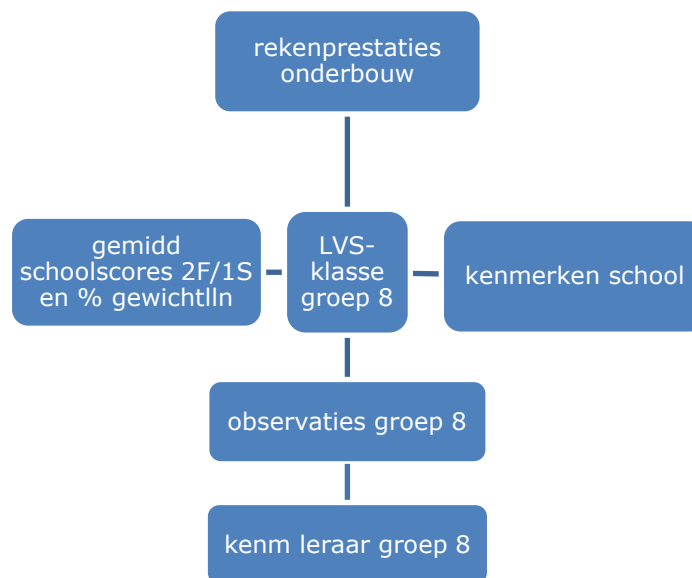 rekenprestaties
onderbouw
gemidd
schoolscores 2F/1S
en % gewichtlln
LVS-
klasse
groep 8
kenmerken school
observaties groep 8
kenm leraar groep 8